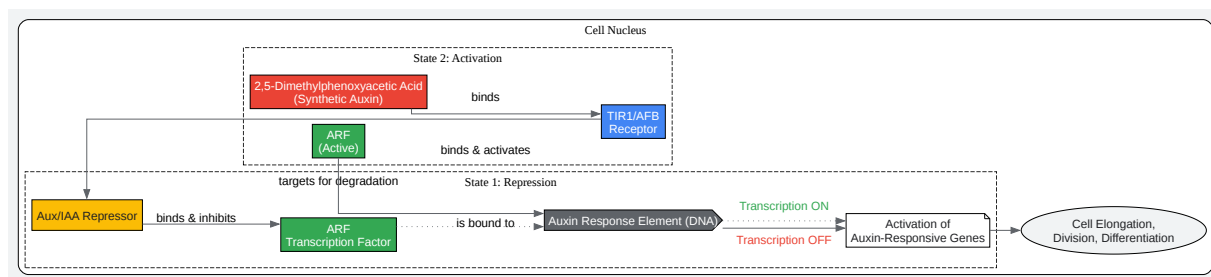 Cell Nucleus
State 2: Activation
2,5-Dimethylphenoxyacetic Acid
(Synthetic Auxin)
binds
TIR1/AFB
Receptor
ARF
(Active)
binds & activates
targets for degradation
State 1: Repression
Aux/IAA Repressor
binds & inhibits
ARF
Transcription Factor
is bound to
Auxin Response Element (DNA)
Transcription ON
Transcription OFF
Activation of
Auxin-Responsive Genes
Cell Elongation,
Division, Differentiation